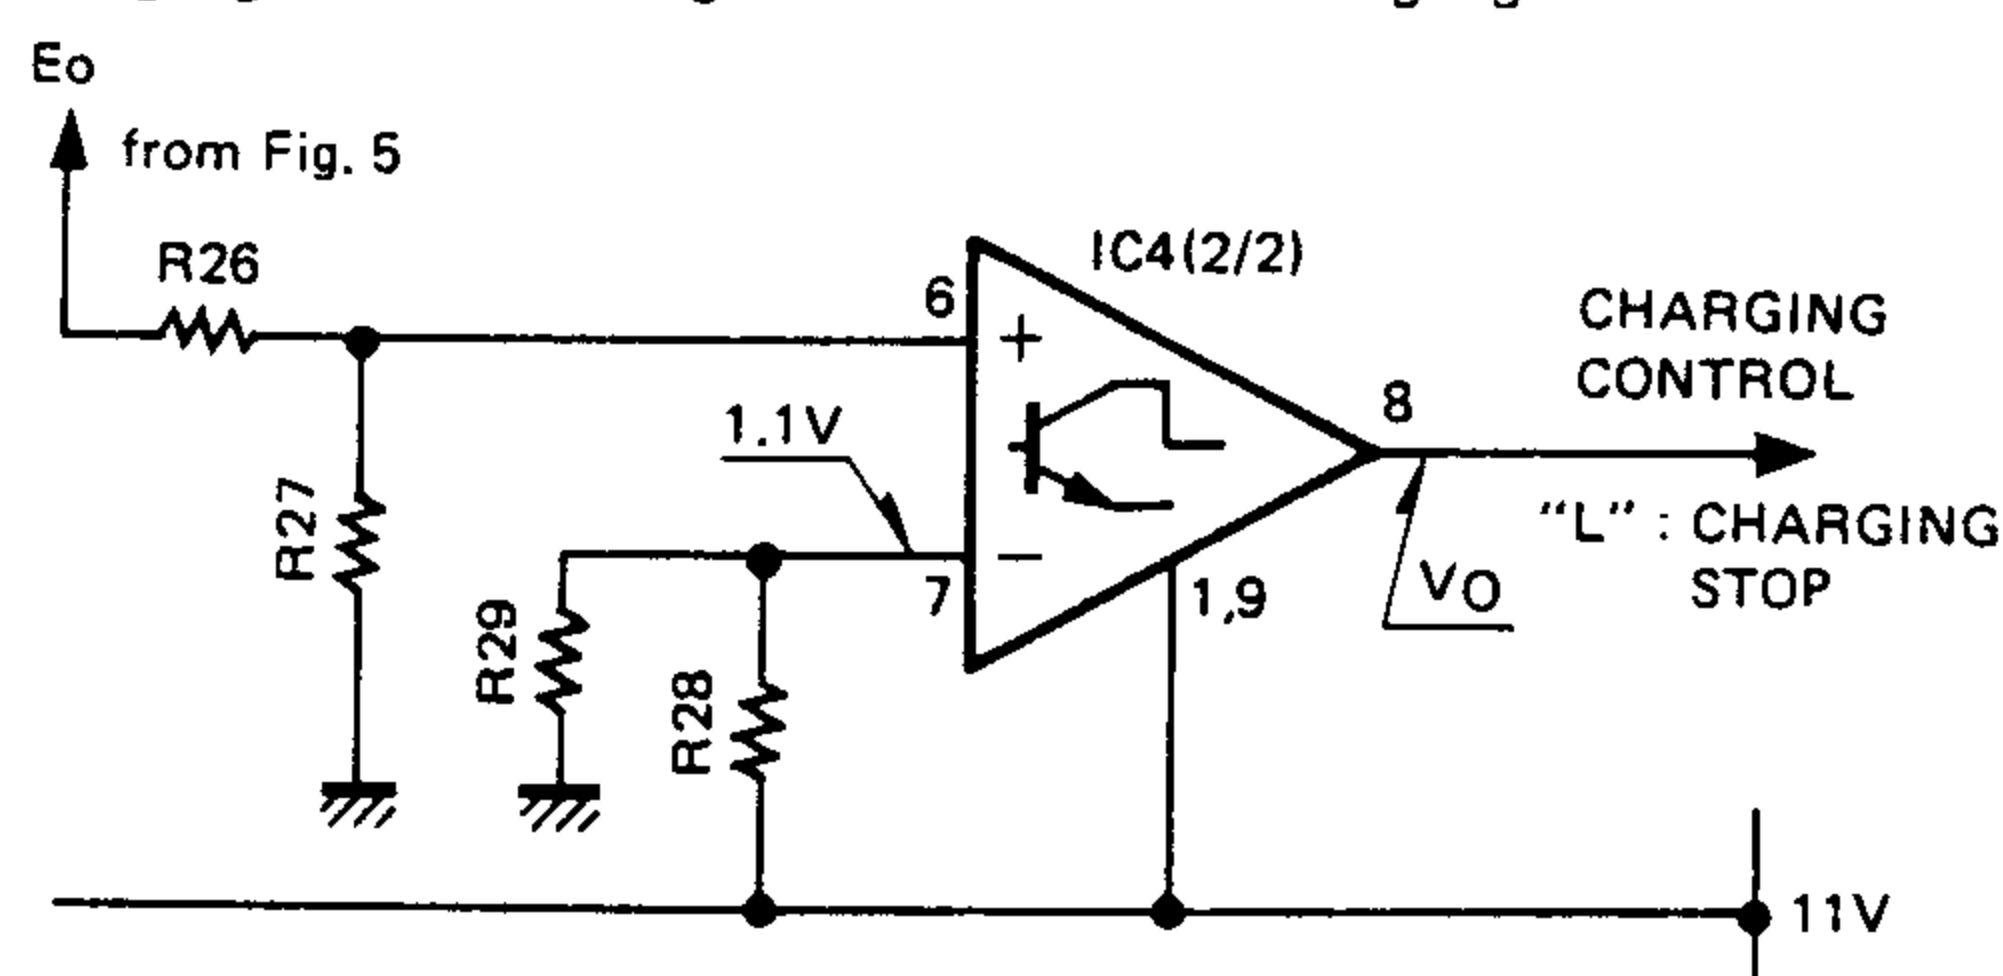 Eo
from Fig. 5
R26
IC4(2/2)
6
+
CHARGING
CONTROL
8
1.1V
R27
"L" : CHARGING
STOP
−
7
1,9
VO
R29
R28
11V